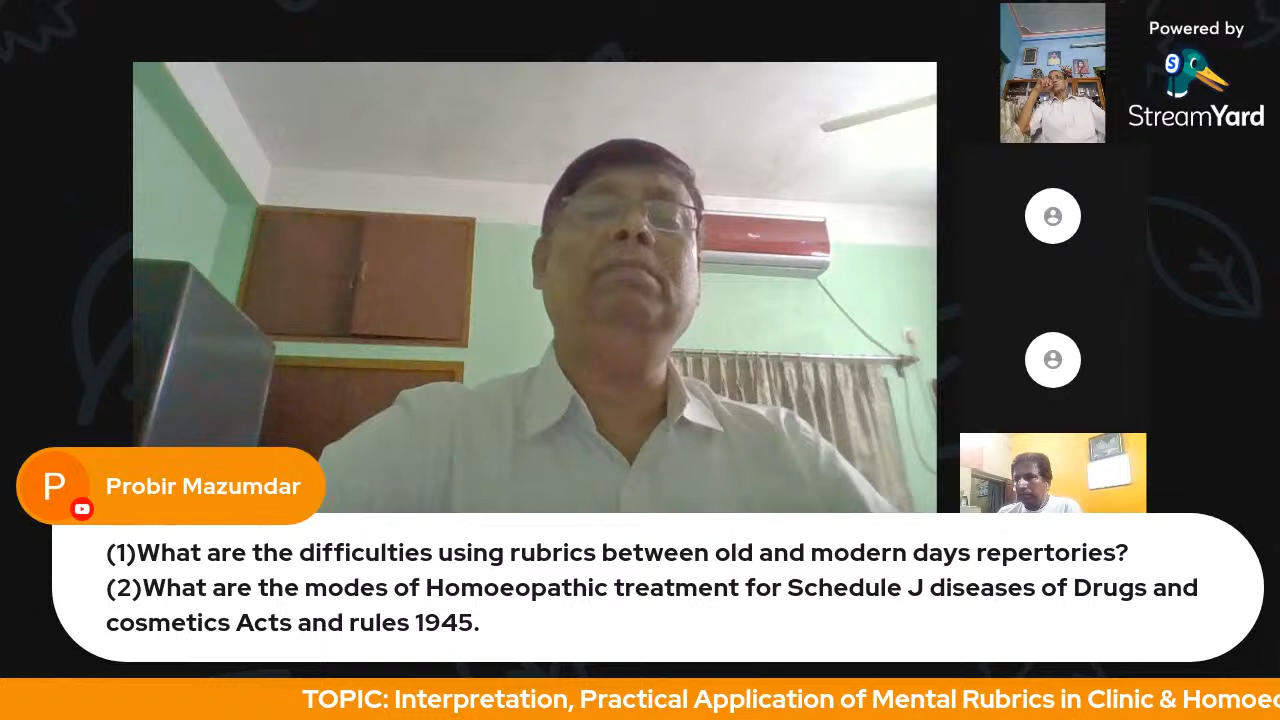 Powered by
S
StreamYard
P
Probir Mazumdar
(1)What are the difficulties using rubrics between old and modern days repertories?
(2)What are the modes of Homoeopathic treatment for Schedule J diseases of Drugs and
cosmetics Acts and rules 1945.
TOPIC: Interpretation, Practical Application of Mental Rubrics in Clinic & Homoeo